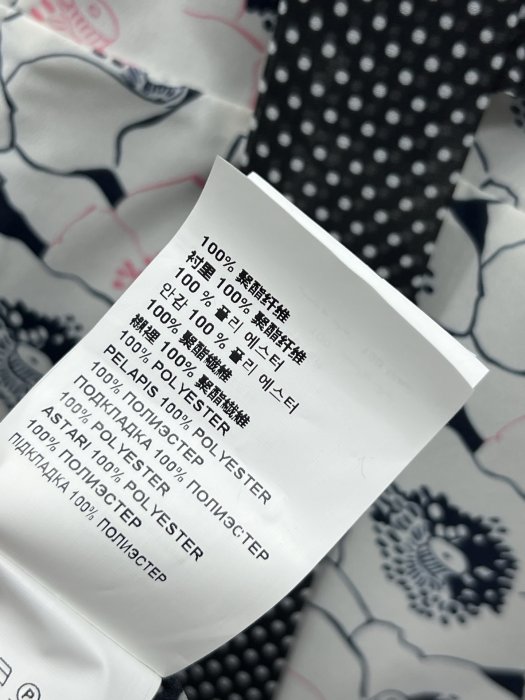 100% 聚酯纤维
衬里 100% 聚酯纤维
100 % 폴리 에스터
안감 100 % 폴리 에스터
100% 聚酯纖維
襯裡 100% 聚酯纖維
100% POLYESTER
PELAPIS 100% POLYESTER
100% ПОЛИЭСТЕР
ПОДКЛАДКА 100% ПОЛИЭСТЕР
100% POLYESTER
ASTARI 100% POLYESTER
100% ПОЛИЭСТЕР
ПІДКЛАДКА 100% ПОЛИЭСТЕР
P